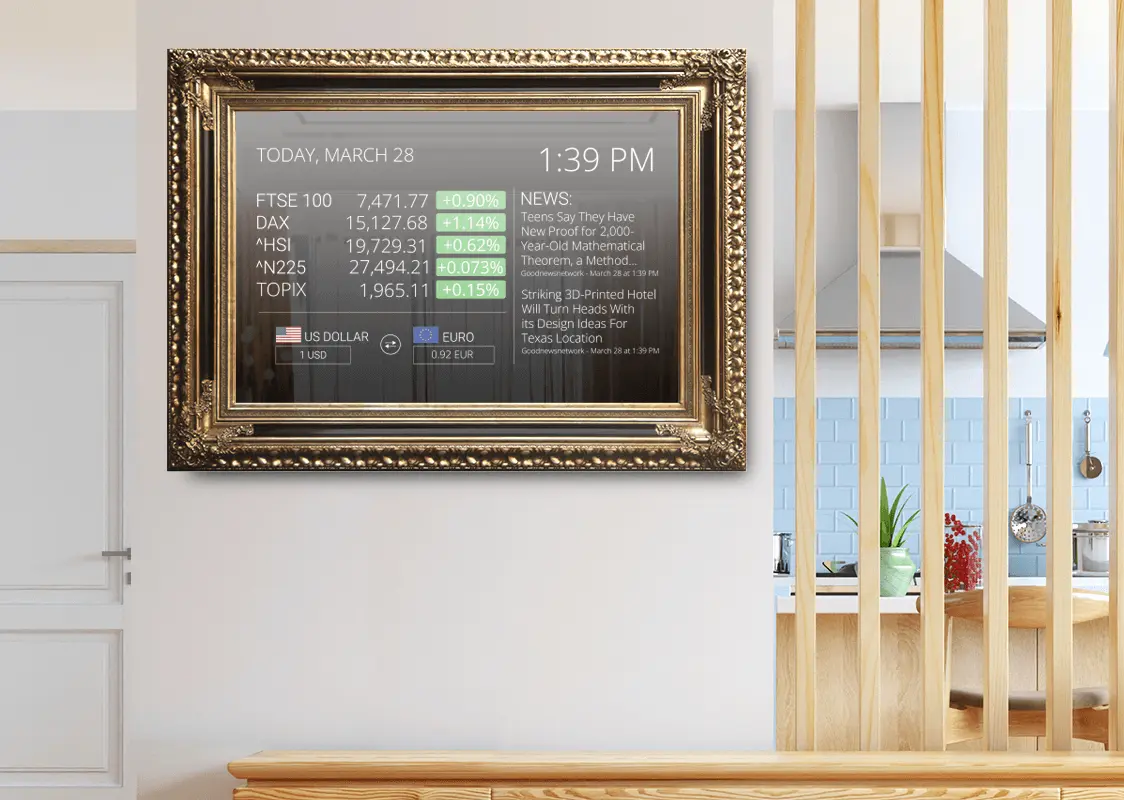 TODAY, MARCH 28
1:39 PM
FTSE 100 7,471.77 +0.90%
DAX 15,127.68 +1.14%
^HSI 19,729.31 +0.62%
^N225 27,494.21 +0.073%
TOPIX 1,965.11 +0.15%
US DOLLAR
1 USD
EURO
0.92 EUR
NEWS:
Teens Say They Have
New Proof for 2,000-
Year-Old Mathematical
Theorem, a Method...
Goodnewsnetwork - March 28 at 1:39 PM
Striking 3D-Printed Hotel
Will Turn Heads With
its Design Ideas For
Texas Location
Goodnewsnetwork - March 28 at 1:39 PM